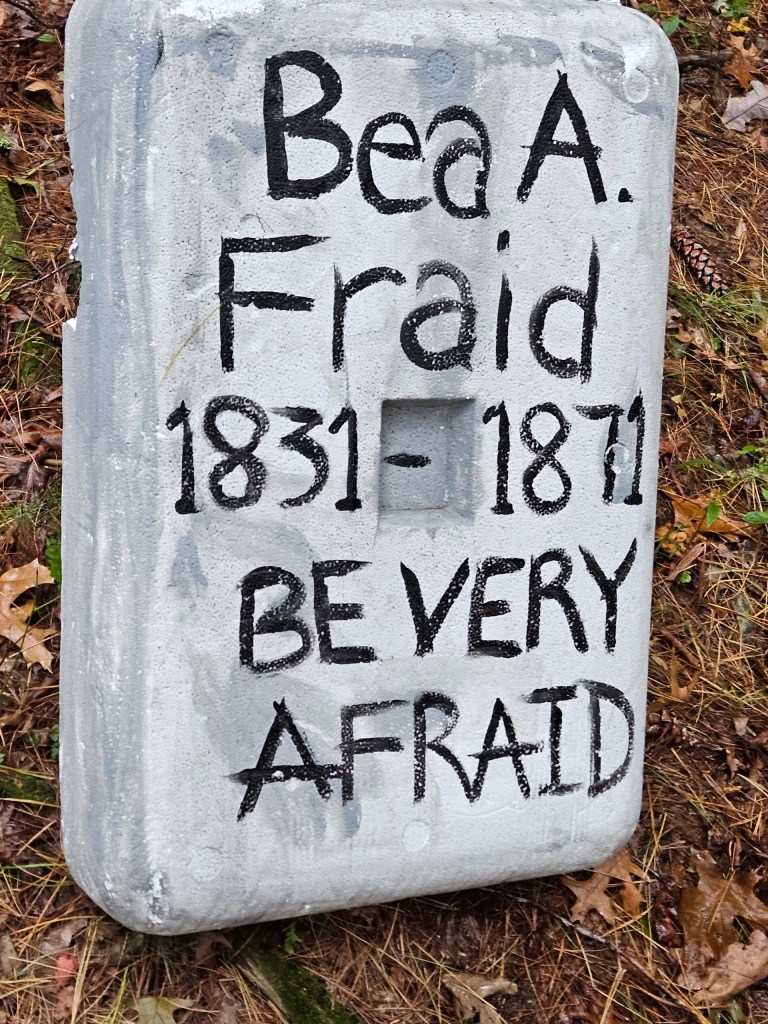 Bea A.
Fraid
1831 - 1871
BE VERY
AFRAID